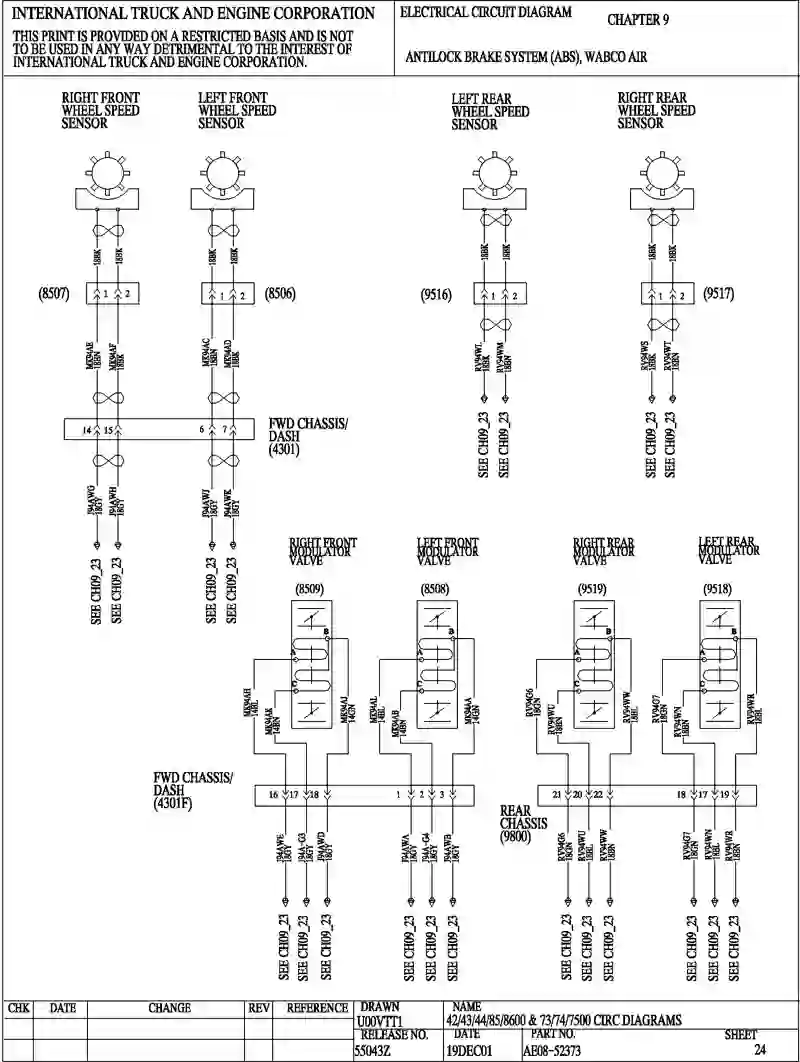 INTERNATIONAL TRUCK AND ENGINE CORPORATION
THIS PRINT IS PROVIDED ON A RESTRICTED BASIS AND IS NOT
TO BE USED IN ANY WAY DETRIMENTAL TO THE INTEREST OF
INTERNATIONAL TRUCK AND ENGINE CORPORATION.
ELECTRICAL CIRCUIT DIAGRAM
CHAPTER 9
ANTILOCK BRAKE SYSTEM (ABS), WABCO AIR
RIGHT FRONT
WHEEL SPEED
SENSOR
LEFT FRONT
WHEEL SPEED
SENSOR
LEFT REAR
WHEEL SPEED
SENSOR
RIGHT REAR
WHEEL SPEED
SENSOR
18BK
18BK
18BK
18BK
18BK
18BK
18BK
18BK
(8507)
1 2
1 2
(8506)
(9516)
1 2
1 2
(9517)
MX94AE
18BN
MX94AF
18BK
MX94AC
18BN
MX94AD
18BK
RV94WL
18BK
RV94WM
18BN
RV94WS
18BK
RV94WT
18BN
SEE CH09_23
SEE CH09_23
SEE CH09_23
SEE CH09_23
14 15
6 7
FWD CHASSIS/
DASH
(4301)
J94AWG
18GY
J94AWH
18GY
J94AWJ
18GY
J94AWK
18GY
SEE CH09_23
SEE CH09_23
SEE CH09_23
SEE CH09_23
RIGHT FRONT
MODULATOR
VALVE
(8509)
LEFT FRONT
MODULATOR
VALVE
(8508)
RIGHT REAR
MODULATOR
VALVE
(9519)
LEFT REAR
MODULATOR
VALVE
(9518)
A B C
A B C
A B C
A B C
MX94AH
14BL
MX94AK
14BN
MX94AJ
14GN
MX94AL
14BL
MX94AB
14BN
MX94AA
14GN
RV94G6
18GN
RV94WU
18BN
RV94WW
18BL
RV94G7
18GN
RV94WN
18BN
RV94WR
18BL
FWD CHASSIS/
DASH
(4301F)
16 17 18
1 2 3
21 20 22
18 17 19
REAR
CHASSIS
(9800)
J94AWE
18GY
J94A-G3
18GY
J94AWD
18GY
J94AWA
18GY
J94A-G4
18GY
J94AWB
18GY
RV94G6
18GN
RV94WU
18BL
RV94WW
18BN
RV94G7
18GN
RV94WN
18BL
RV94WR
18BN
SEE CH09_23
SEE CH09_23
SEE CH09_23
SEE CH09_23
SEE CH09_23
SEE CH09_23
SEE CH09_23
SEE CH09_23
SEE CH09_23
SEE CH09_23
SEE CH09_23
SEE CH09_23
CHK DATE CHANGE REV REFERENCE
DRAWN
U00VTT1
NAME
42/43/44/85/8600 & 73/74/7500 CIRC DIAGRAMS
RELEASE NO.
55043Z
DATE
19DEC01
PART NO.
AE08-52373
SHEET
24